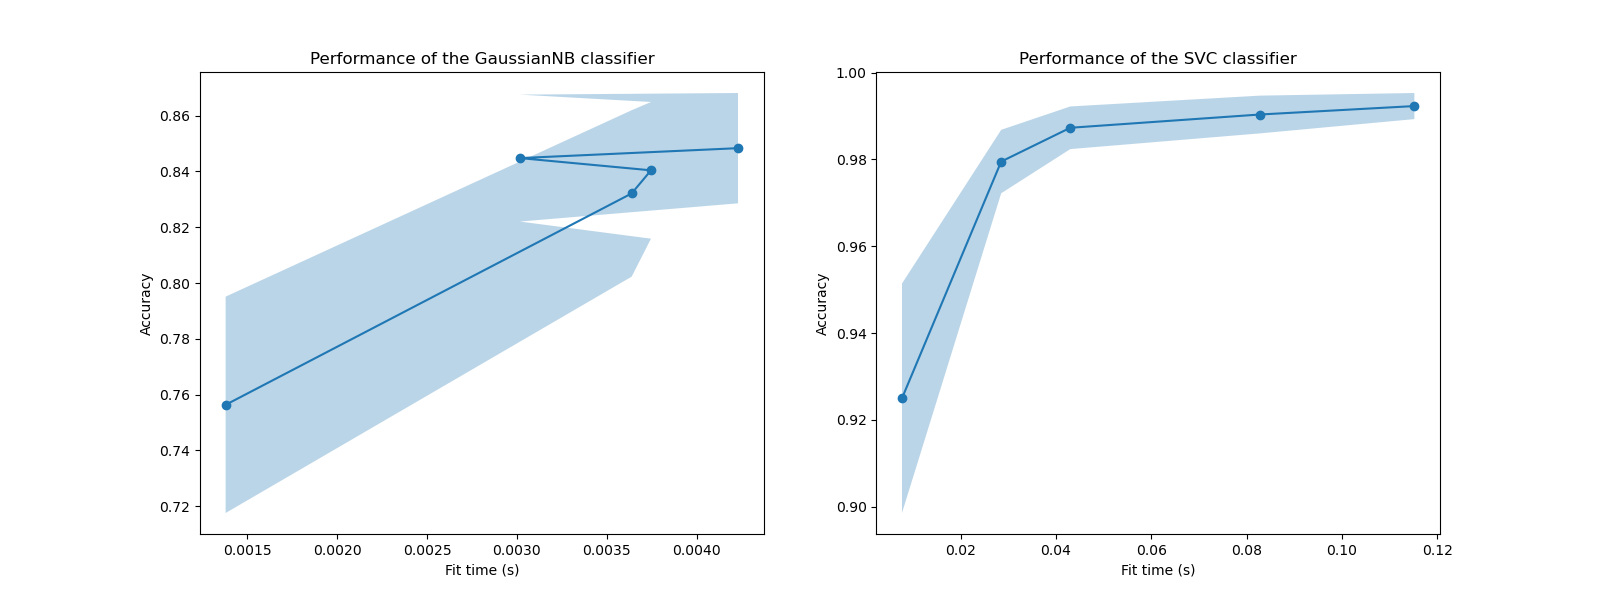 Performance of the GaussianNB classifier
Accuracy
0.86
0.84
0.82
0.80
0.78
0.76
0.74
0.72
0.0015 0.0020 0.0025 0.0030 0.0035 0.0040
Fit time (s)
Performance of the SVC classifier
Accuracy
1.00
0.98
0.96
0.94
0.92
0.90
0.02 0.04 0.06 0.08 0.10 0.12
Fit time (s)